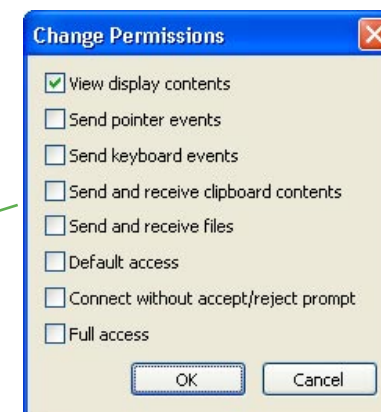 Change Permissions
View display contents
Send pointer events
Send keyboard events
Send and receive clipboard contents
Send and receive files
Default access
Connect without accept/reject prompt
Full access
OK Cancel